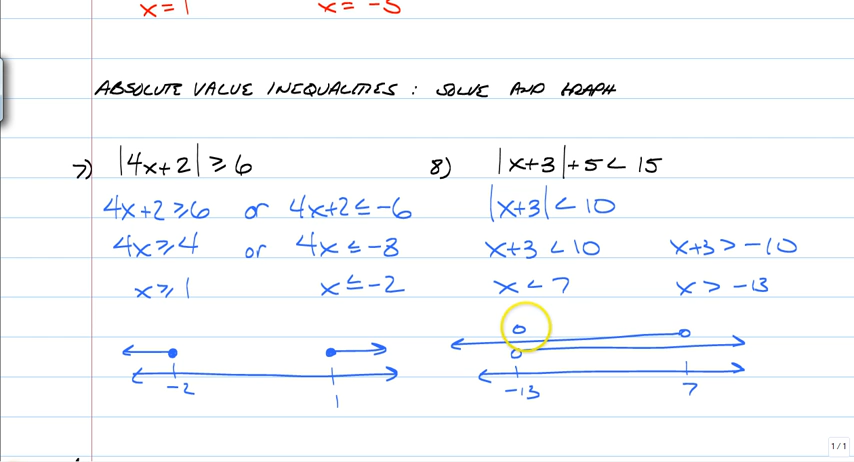 x=1 x= -5
ABSOLUTE VALUE INEQUALITIES : SOLVE AND GRAPH
7) |4x+2| ≥ 6 8) |x+3|+5 < 15
4x+2 ≥ 6 or 4x+2 ≤ -6 |x+3| < 10
4x ≥ 4 or 4x ≤ -8 x+3 < 10 x+3 > -10
x ≥ 1 x ≤ -2 x < 7 x > -13
-2 1 -13 7
1 / 1